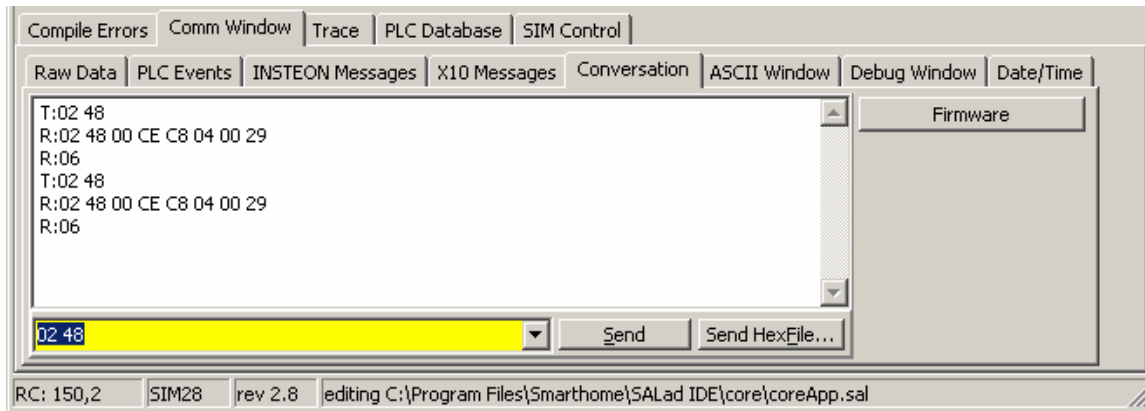 Compile Errors Comm Window Trace PLC Database SIM Control
Raw Data PLC Events INSTEON Messages X10 Messages Conversation ASCII Window Debug Window Date/Time
T:02 48
R:02 48 00 CE C8 04 00 29
R:06
T:02 48
R:02 48 00 CE C8 04 00 29
R:06
Firmware
02 48 Send Send HexFile...
RC: 150,2 SIM28 rev 2.8 editing C:\Program Files\Smarthome\SALad IDE\core\coreApp.sal